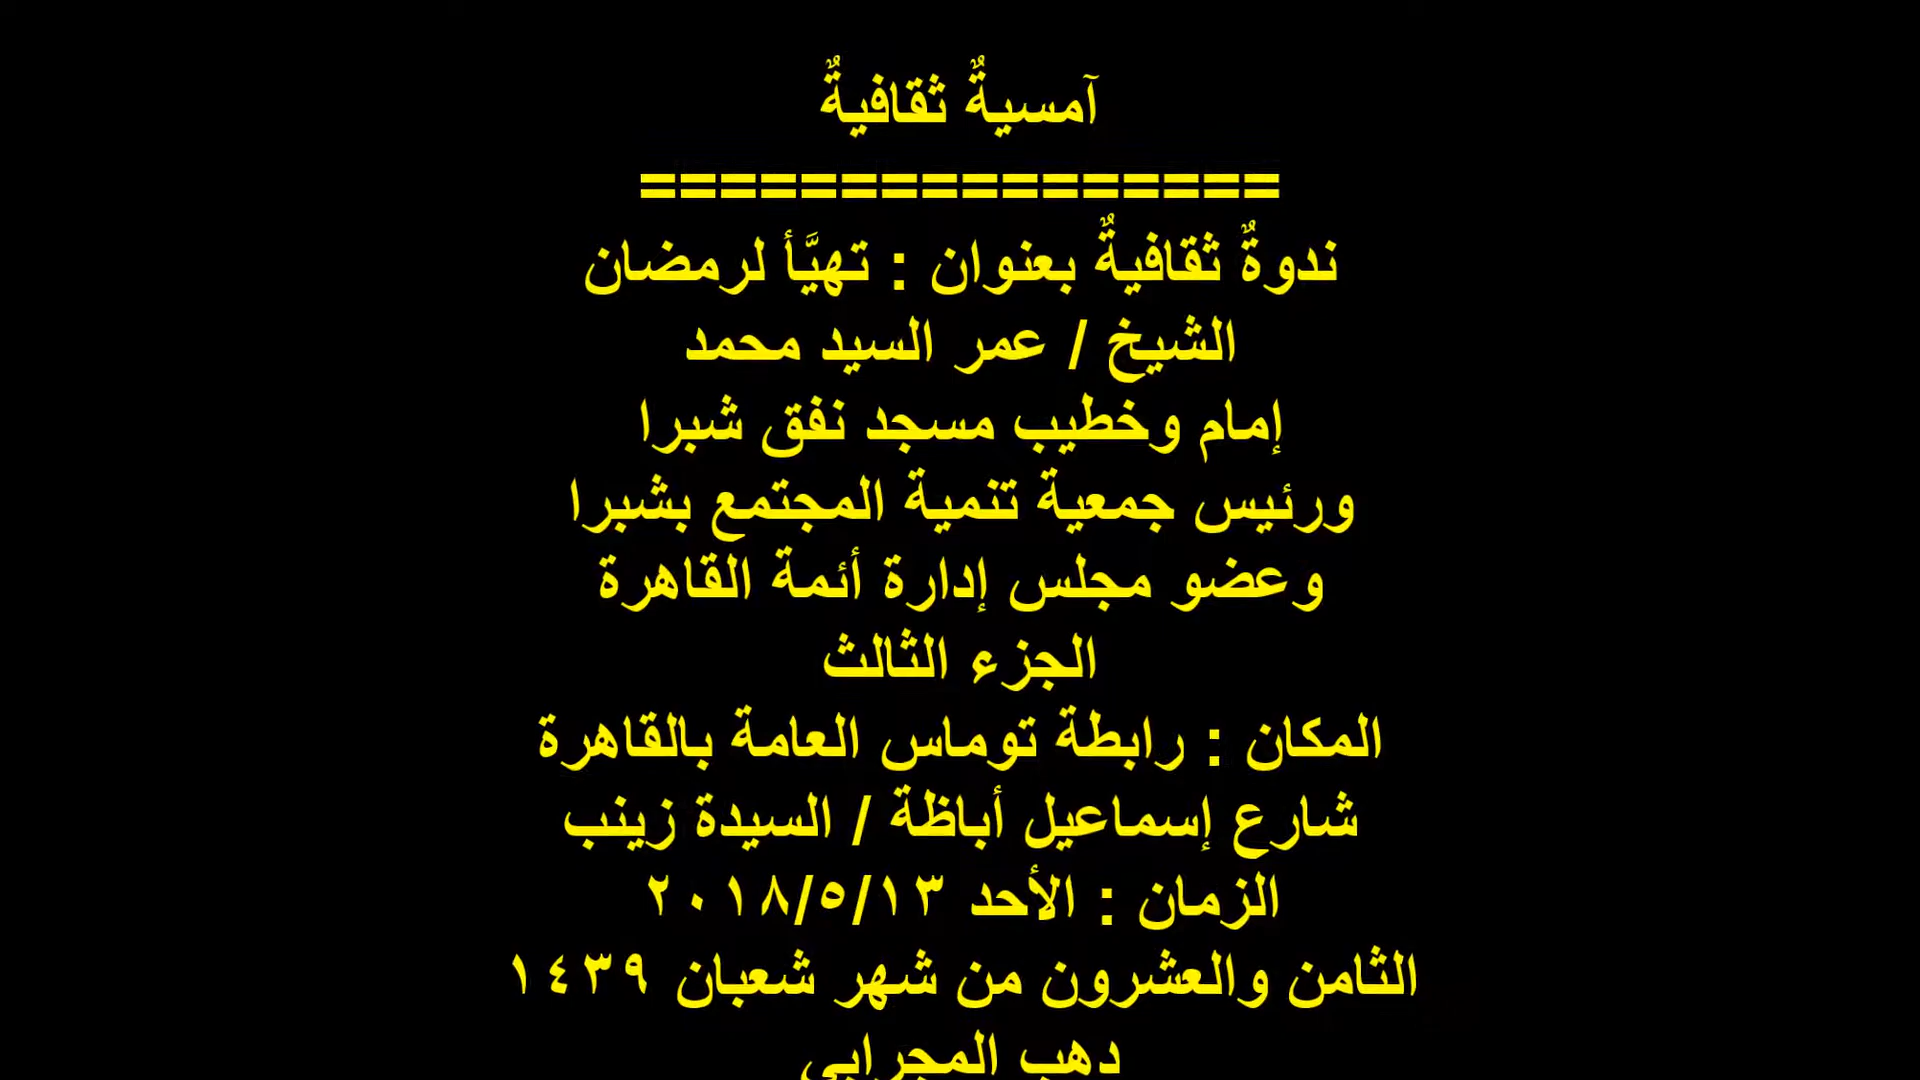 آمسيةٌ ثقافيةٌ
================
ندوةٌ ثقافيةٌ بعنوان : تهيَّأ لرمضان
الشيخ / عمر السيد محمد
إمام وخطيب مسجد نفق شبرا
ورئيس جمعية تنمية المجتمع بشبرا
وعضو مجلس إدارة أئمة القاهرة
الجزء الثالث
المكان : رابطة توماس العامة بالقاهرة
شارع إسماعيل أباظة / السيدة زينب
الزمان : الأحد ٢٠١٨/٥/١٣
الثامن والعشرون من شهر شعبان ١٤٣٩
دهب المجرابي